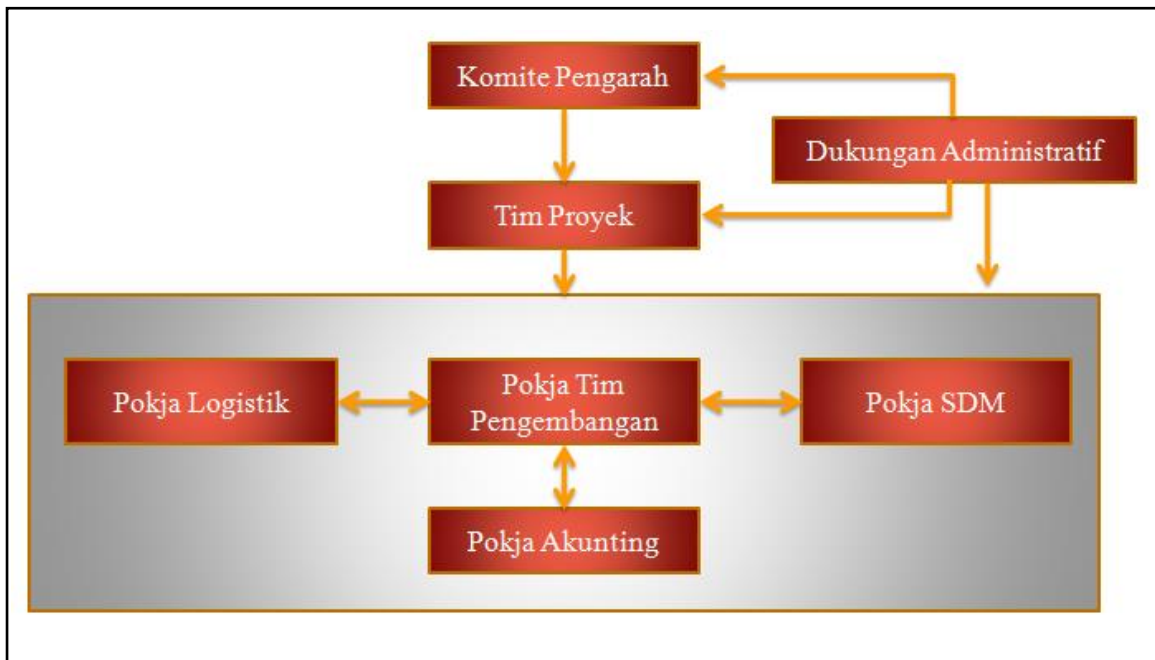 Komite Pengarah
Dukungan Administratif
Tim Proyek
Pokja Logistik
Pokja Tim
Pengembangan
Pokja SDM
Pokja Akunting